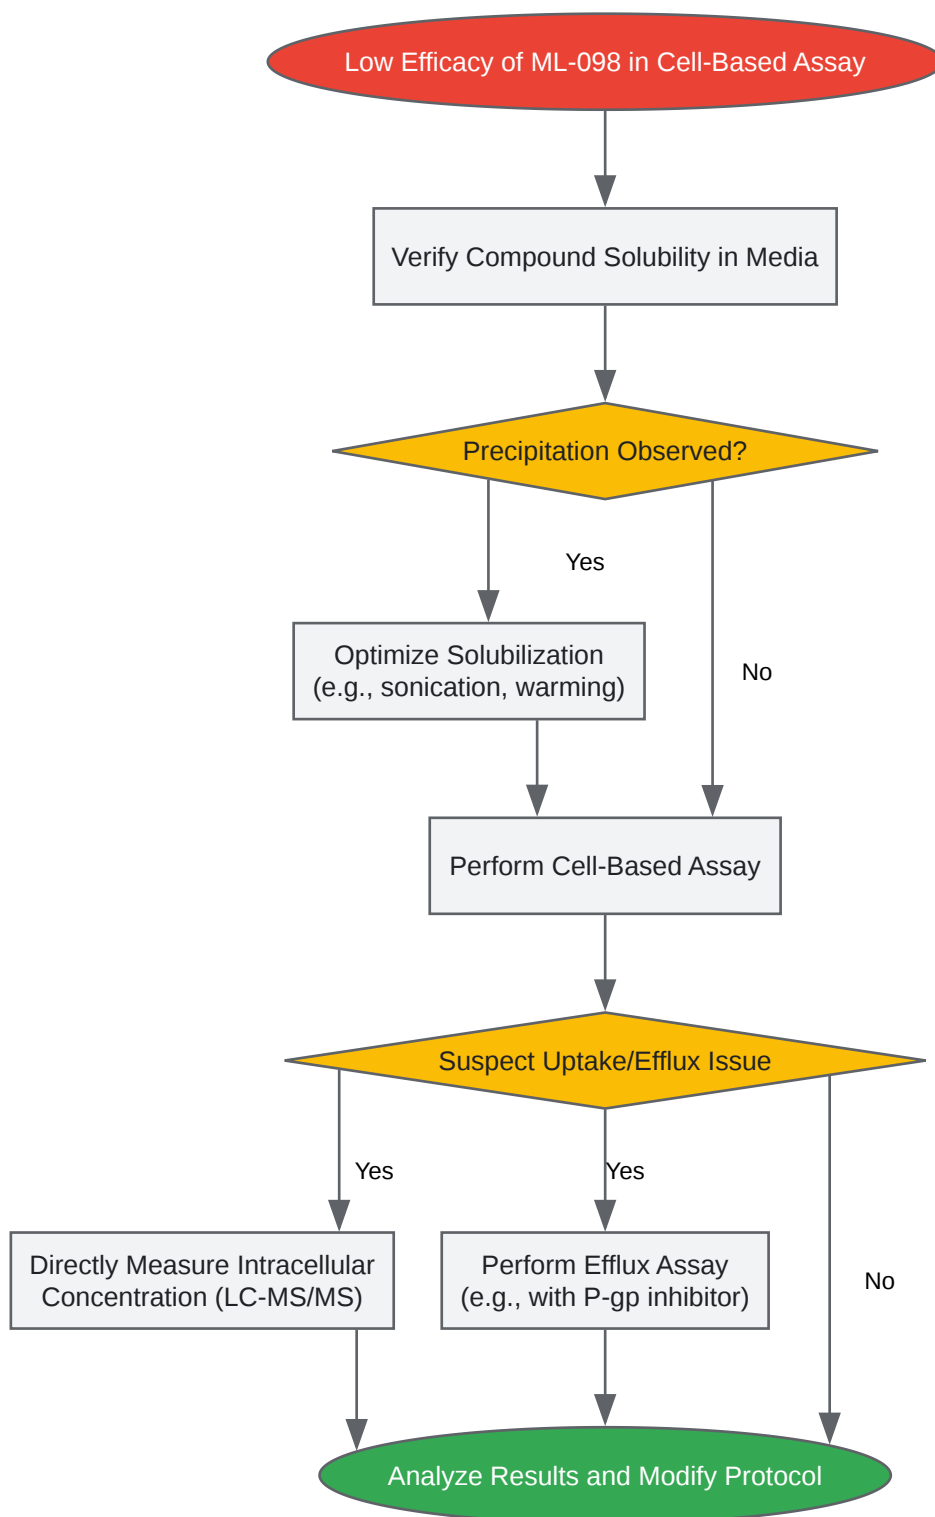 Low Efficacy of ML-098 in Cell-Based Assay
Verify Compound Solubility in Media
Precipitation Observed?
Yes
Optimize Solubilization
(e.g., sonication, warming)
No
Perform Cell-Based Assay
Suspect Uptake/Efflux Issue
Yes
Yes
Directly Measure Intracellular
Concentration (LC-MS/MS)
Perform Efflux Assay
(e.g., with P-gp inhibitor)
No
Analyze Results and Modify Protocol